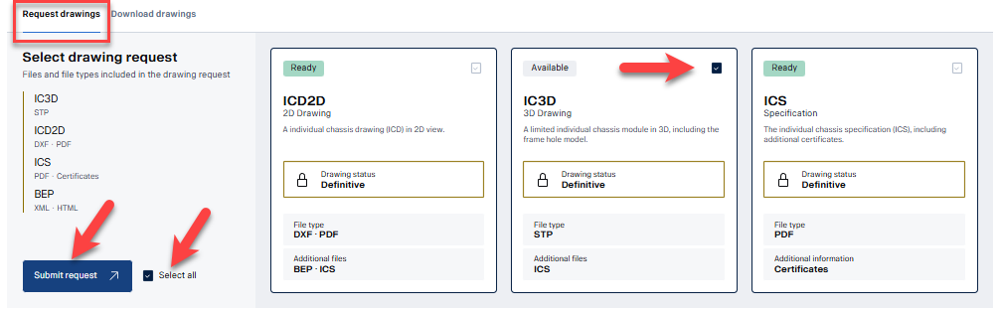 Request drawings
Download drawings
Select drawing request
Files and file types included in the drawing request
IC3D
STP
ICD2D
DXF · PDF
ICS
PDF · Certificates
BEP
XML · HTML
Submit request
Select all
Ready
ICD2D
2D Drawing
A individual chassis drawing (ICD) in 2D view.
Drawing status
Definitive
File type
DXF · PDF
Additional files
BEP · ICS
Available
IC3D
3D Drawing
A limited individual chassis module in 3D, including the
frame hole model.
Drawing status
Definitive
File type
STP
Additional files
ICS
Ready
ICS
Specification
The individual chassis specification (ICS), including
additional certificates.
Drawing status
Definitive
File type
PDF
Additional information
Certificates